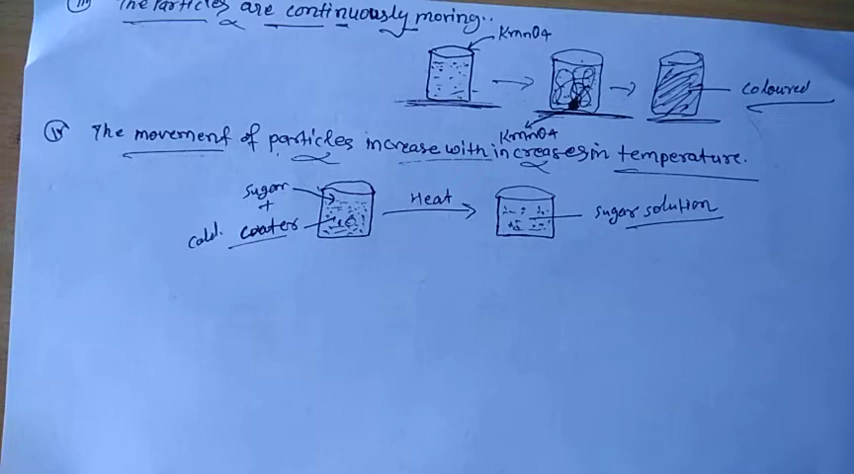 (iii) The Particles are continuously moving..
KmnO4
coloured
KmnO4
(iv) The movement of particles increase with increases in temperature.
sugar
+
cold. coater
Heat
sugar solution